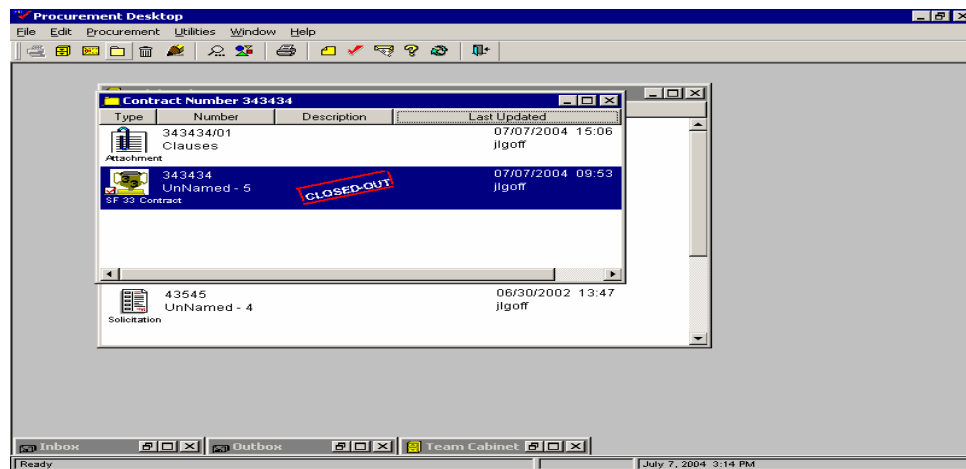 Procurement Desktop
File Edit Procurement Utilities Window Help
Contract Number 343434
Type Number Description Last Updated
343434/01 07/07/2004 15:06
Clauses jlgoff
Attachment
343434 07/07/2004 09:53
UnNamed - 5 CLOSED-OUT jlgoff
SF 33 Contract
43545 06/30/2002 13:47
UnNamed - 4 jlgoff
Solicitation
Inbox Outbox Team Cabinet
Ready July 7, 2004 3:14 PM